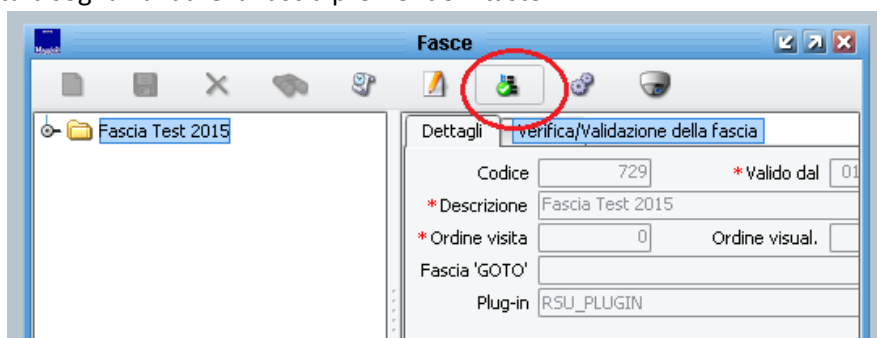 Fasce
Fascia Test 2015
Dettagli
Verifica/Validazione della fascia
Codice 729 * Valido dal 01
* Descrizione Fascia Test 2015
* Ordine visita 0 Ordine visual.
Fascia 'GOTO'
Plug-in RSU_PLUGIN